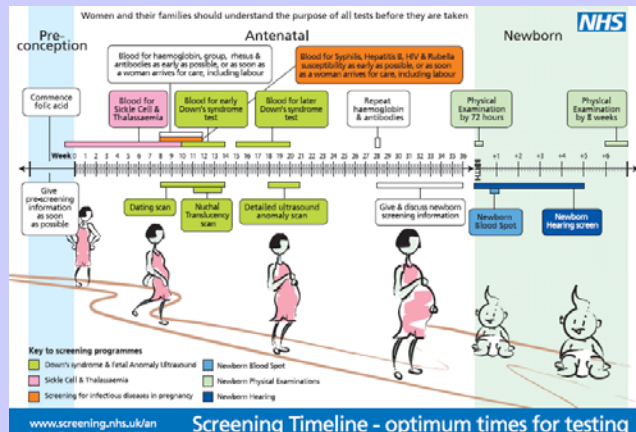 Women and their families should understand the purpose of all tests before they are taken
NHS
Pre-
conception
Antenatal
Newborn
Blood for haemoglobin, group, rhesus &
antibodies as early as possible, or as soon
as a woman arrives for care, including labour
Blood for Syphilis, Hepatitis B, HIV & Rubella
susceptibility as early as possible, or as soon
as a woman arrives for care, including labour
Commence
folic acid
Blood for
Sickle Cell &
Thalassaemia
Blood for early
Down's syndrome
test
Blood for later
Down's syndrome
test
Repeat
haemoglobin
& antibodies
Physical
Examination
by 72 hours
Physical
Examination
by 8 weeks
Week 0 1 2 3 4 5 6 7 8 9 10 11 12 13 14 15 16 17 18 19 20 21 22 23 24 25 26 27 28 29 30 31 32 33 34 35 36
BIRTH
+1 +3 +5 +7
Give
pre-screening
information
as soon
as possible
Dating scan
Nuchal
Translucency
scan
Detailed ultrasound
anomaly scan
Give & discuss newborn
screening information
Newborn
Blood Spot
Newborn
Hearing screen
Key to screening programmes
Down's syndrome & Fetal Anomaly Ultrasound
Sickle Cell & Thalassaemia
Screening for infectious diseases in pregnancy
Newborn Blood Spot
Newborn Physical Examinations
Newborn Hearing
www.screening.nhs.uk/an
Screening Timeline - optimum times for testing